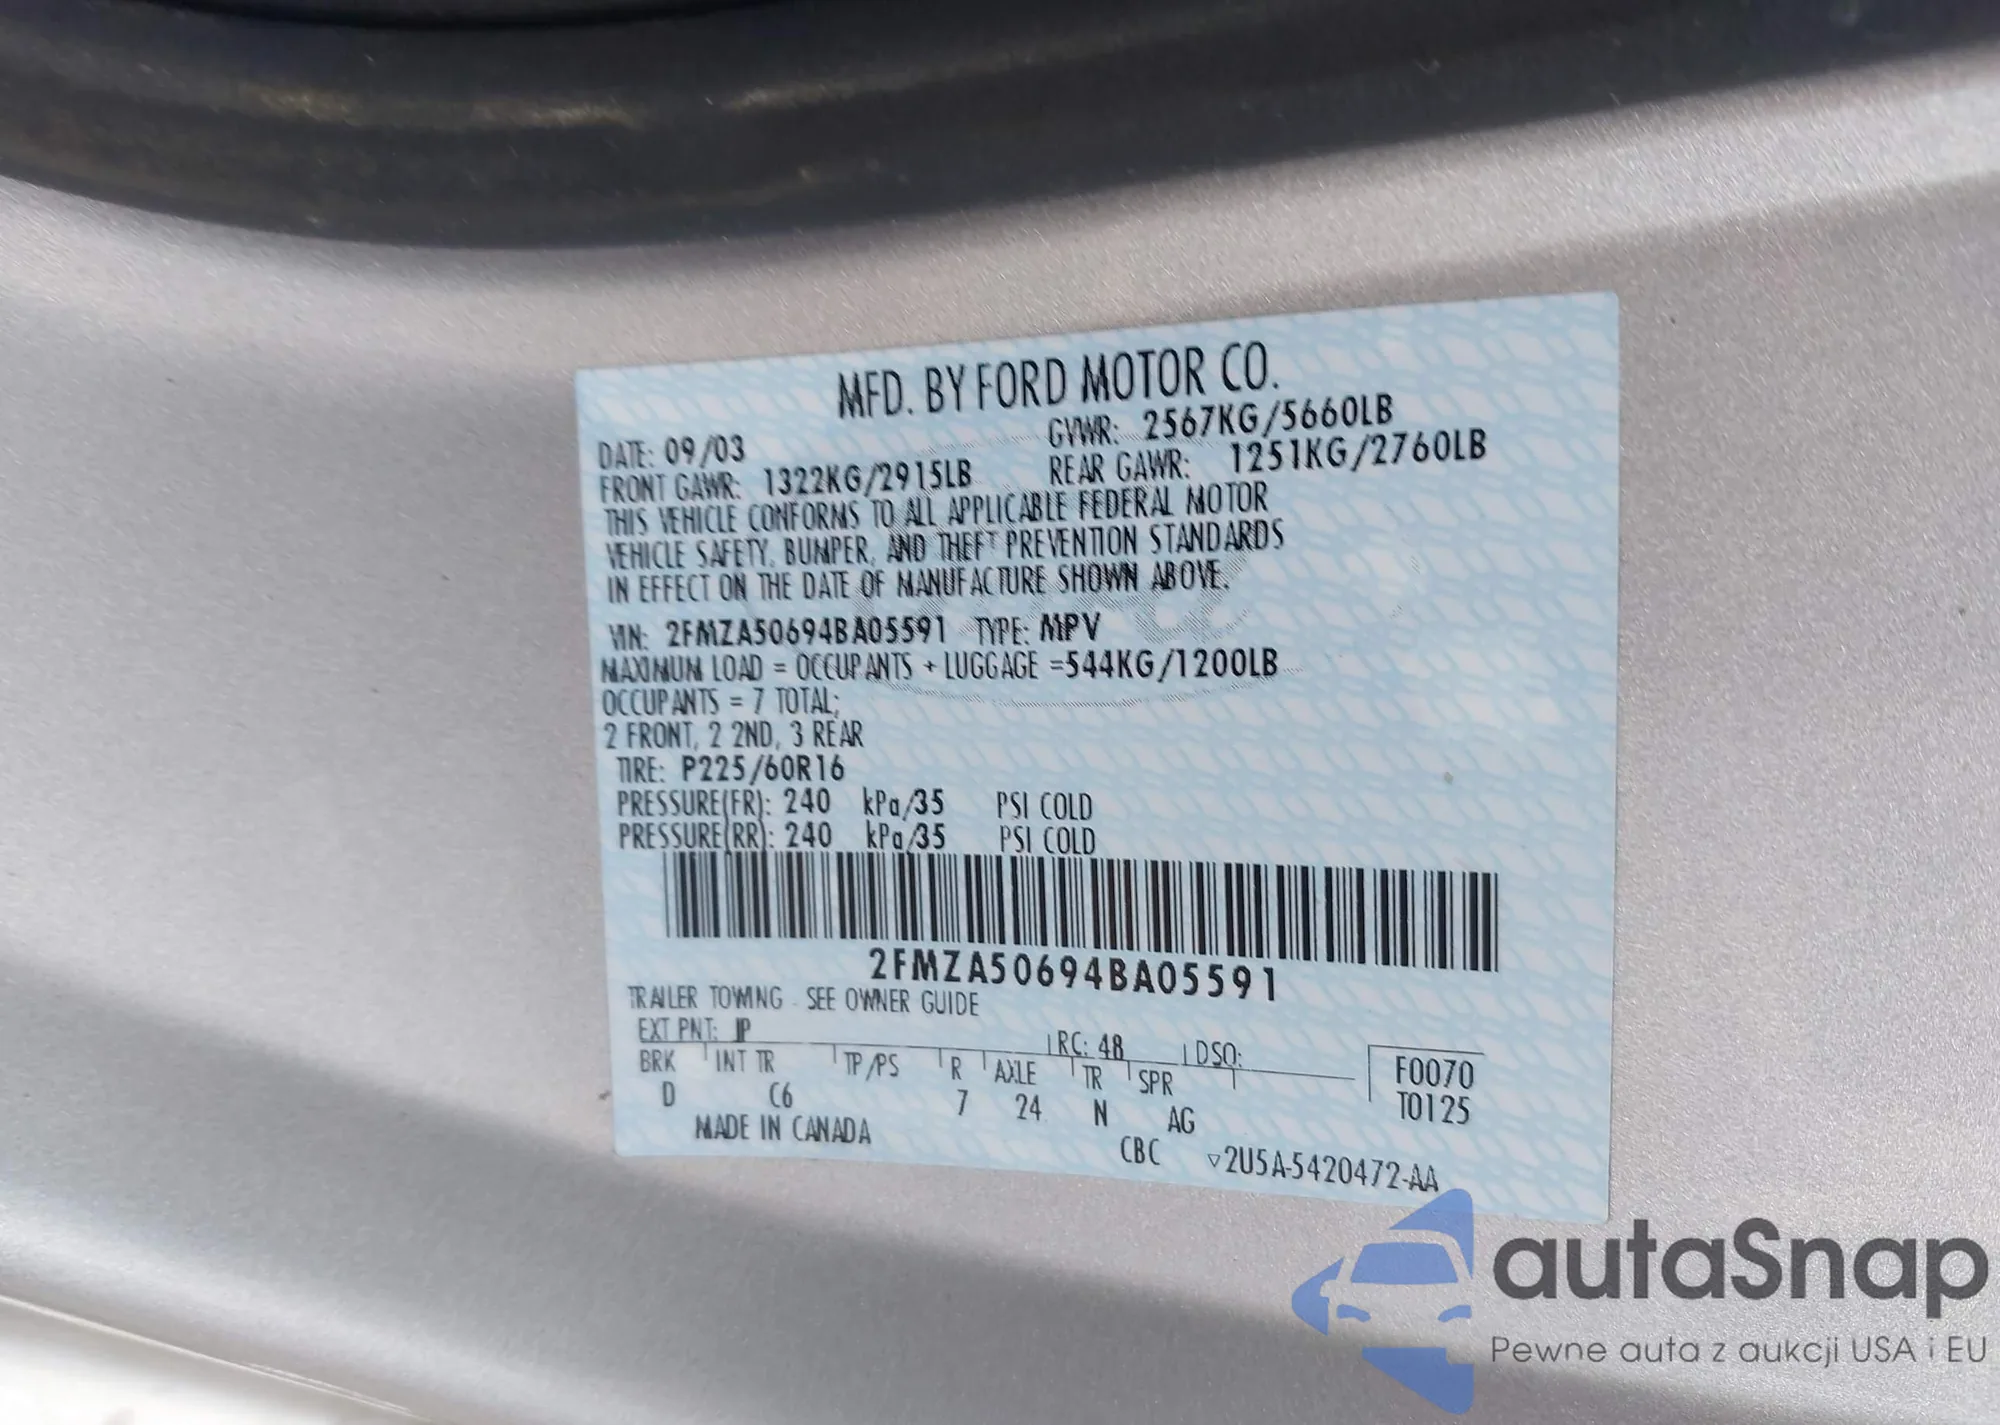 MFD. BY FORD MOTOR CO.
DATE: 09/03 GVWR: 2567KG/5660LB
FRONT GAWR: 1322KG/2915LB REAR GAWR: 1251KG/2760LB
THIS VEHICLE CONFORMS TO ALL APPLICABLE FEDERAL MOTOR
VEHICLE SAFETY, BUMPER, AND THEFT PREVENTION STANDARDS
IN EFFECT ON THE DATE OF MANUFACTURE SHOWN ABOVE.
VIN: 2FMZA50694BA05591 TYPE: MPV
MAXIMUM LOAD = OCCUPANTS + LUGGAGE =544KG/1200LB
OCCUPANTS = 7 TOTAL;
2 FRONT, 2 2ND, 3 REAR
TIRE: P225/60R16
PRESSURE(FR): 240 kPa/35 PSI COLD
PRESSURE(RR): 240 kPa/35 PSI COLD
2FMZA50694BA05591
TRAILER TOWING - SEE OWNER GUIDE
EXT PNT: JP RC: 48 DSO:
BRK INT TR TP/PS R AXLE TR SPR F0070
D C6 7 24 N AG T0125
MADE IN CANADA CBC ▽2U5A-5420472-AA
autaSnap
Pewne auta z aukcji USA i EU